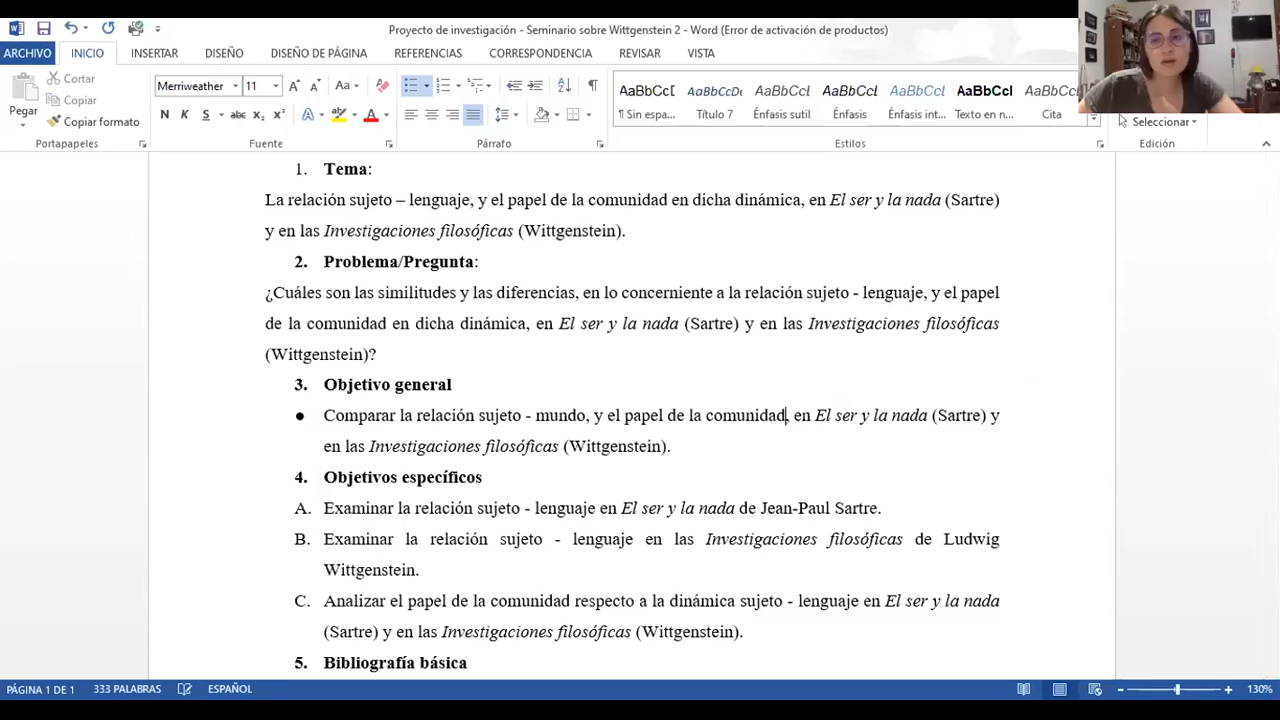 Proyecto de investigación - Seminario sobre Wittgenstein 2 - Word (Error de activación de productos)
ARCHIVO INICIO INSERTAR DISEÑO DISEÑO DE PÁGINA REFERENCIAS CORRESPONDENCIA REVISAR VISTA
Pegar
Cortar
Copiar
Copiar formato
Portapapeles
Merriweather 11
N K S abc x₂ x²
Fuente
Párrafo
AaBbCcD AaBbCcDc AaBbCcL AaBbCcL AaBbCcL AaBbCcl AaBbCcL
¶ Sin espa... Título 7 Énfasis sutil Énfasis Énfasis int... Texto en n... Cita
Estilos
Seleccionar
Edición
1. Tema:
La relación sujeto – lenguaje, y el papel de la comunidad en dicha dinámica, en El ser y la nada (Sartre)
y en las Investigaciones filosóficas (Wittgenstein).
2. Problema/Pregunta:
¿Cuáles son las similitudes y las diferencias, en lo concerniente a la relación sujeto - lenguaje, y el papel
de la comunidad en dicha dinámica, en El ser y la nada (Sartre) y en las Investigaciones filosóficas
(Wittgenstein)?
3. Objetivo general
● Comparar la relación sujeto - mundo, y el papel de la comunidad, en El ser y la nada (Sartre) y
en las Investigaciones filosóficas (Wittgenstein).
4. Objetivos específicos
A. Examinar la relación sujeto - lenguaje en El ser y la nada de Jean-Paul Sartre.
B. Examinar la relación sujeto - lenguaje en las Investigaciones filosóficas de Ludwig
Wittgenstein.
C. Analizar el papel de la comunidad respecto a la dinámica sujeto - lenguaje en El ser y la nada
(Sartre) y en las Investigaciones filosóficas (Wittgenstein).
5. Bibliografía básica
PÁGINA 1 DE 1 333 PALABRAS ESPAÑOL 130%